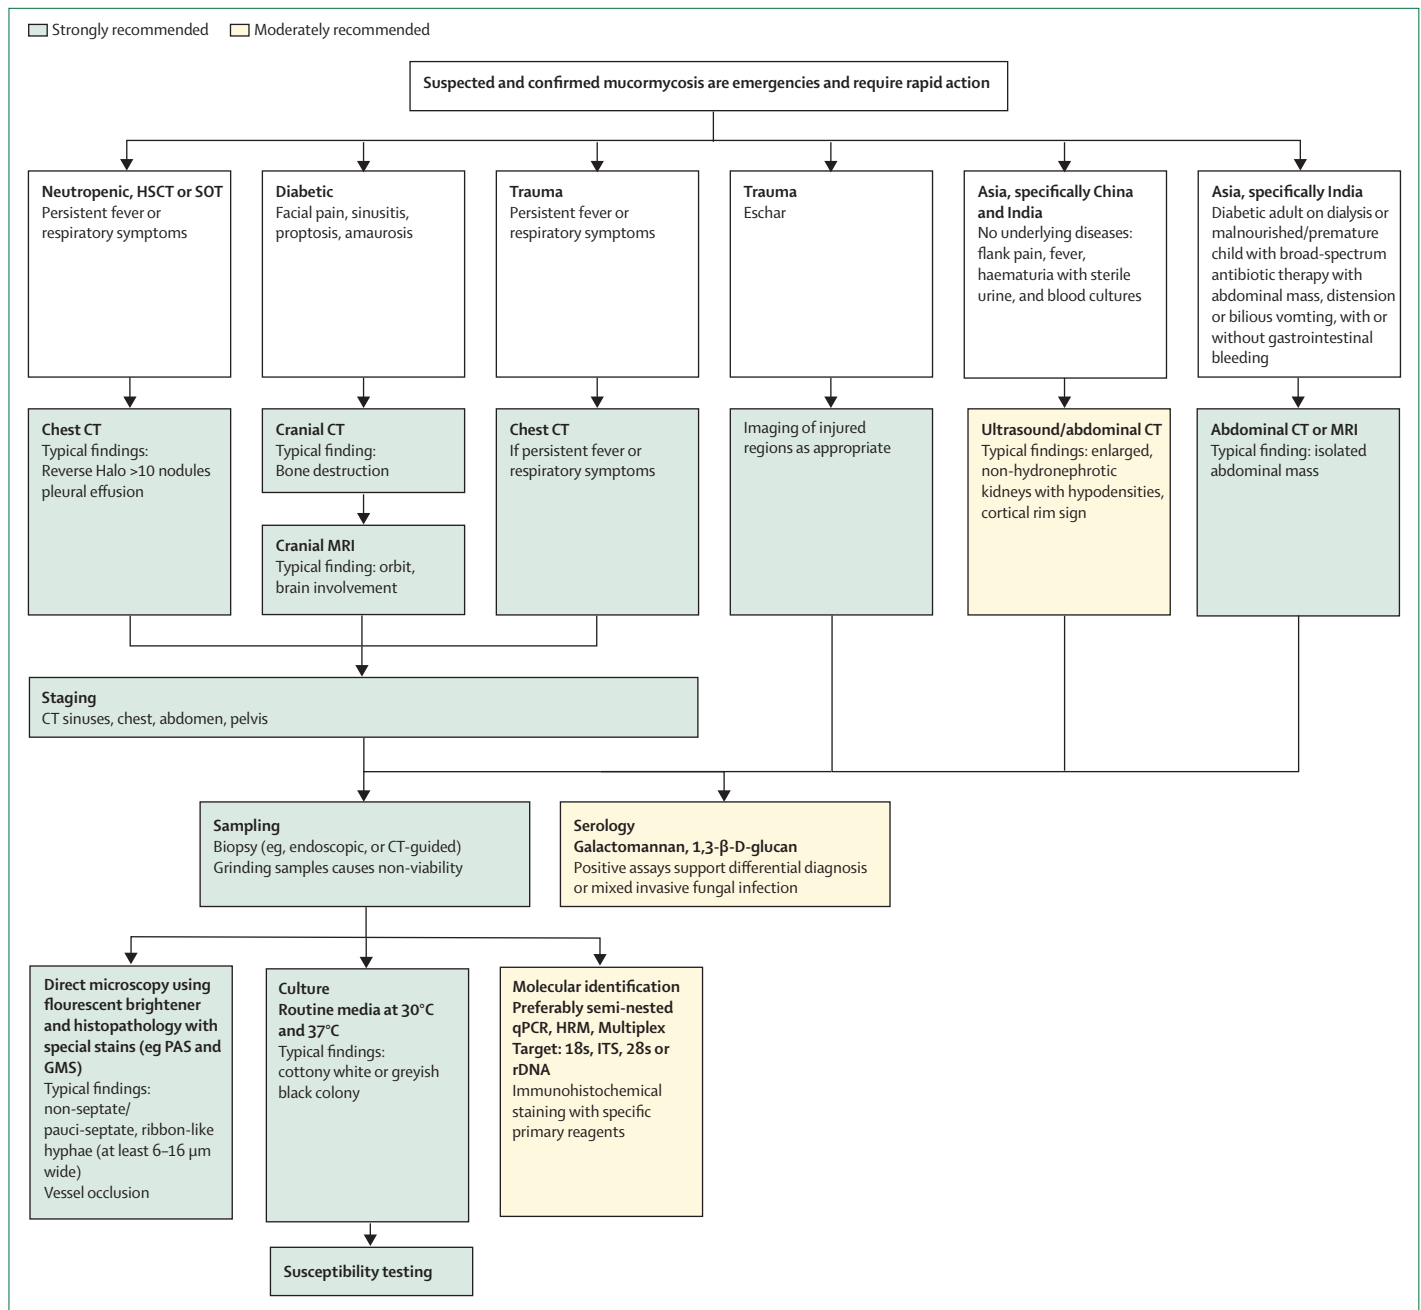 Strongly recommended
Moderately recommended
Suspected and confirmed mucormycosis are emergencies and require rapid action
Neutropenic, HSCT or SOT
Persistent fever or
respiratory symptoms
Diabetic
Facial pain, sinusitis,
proptosis, amaurosis
Trauma
Persistent fever or
respiratory symptoms
Trauma
Eschar
Asia, specifically China
and India
No underlying diseases:
flank pain, fever,
haematuria with sterile
urine, and blood cultures
Asia, specifically India
Diabetic adult on dialysis or
malnourished/premature
child with broad-spectrum
antibiotic therapy with
abdominal mass, distension
or bilious vomting, with or
without gastrointestinal
bleeding
Chest CT
Typical findings:
Reverse Halo >10 nodules
pleural effusion
Cranial CT
Typical finding:
Bone destruction
Cranial MRI
Typical finding: orbit,
brain involvement
Chest CT
If persistent fever or
respiratory symptoms
Imaging of injured
regions as appropriate
Ultrasound/abdominal CT
Typical findings: enlarged,
non-hydronephrotic
kidneys with hypodensities,
cortical rim sign
Abdominal CT or MRI
Typical finding: isolated
abdominal mass
Staging
CT sinuses, chest, abdomen, pelvis
Sampling
Biopsy (eg, endoscopic, or CT-guided)
Grinding samples causes non-viability
Serology
Galactomannan, 1,3-β-D-glucan
Positive assays support differential diagnosis
or mixed invasive fungal infection
Direct microscopy using
flourescent brightener
and histopathology with
special stains (eg PAS and
GMS)
Typical findings:
non-septate/
pauci-septate, ribbon-like
hyphae (at least 6–16 μm
wide)
Vessel occlusion
Culture
Routine media at 30°C
and 37°C
Typical findings:
cottony white or greyish
black colony
Molecular identification
Preferably semi-nested
qPCR, HRM, Multiplex
Target: 18s, ITS, 28s or
rDNA
Immunohistochemical
staining with specific
primary reagents
Susceptibility testing